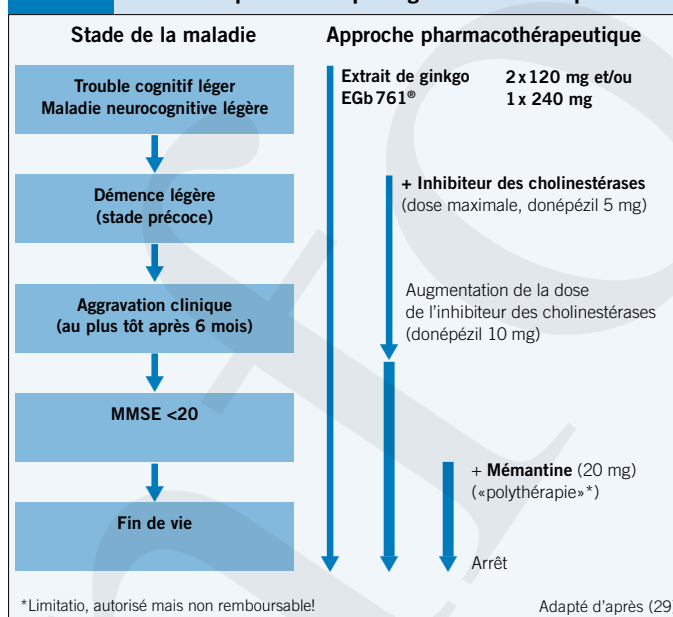 Stade de la maladie
Approche pharmacothérapeutique
Trouble cognitif léger
Maladie neurocognitive légère
Extrait de ginkgo 2 x 120 mg et/ou
EGb 761® 1 x 240 mg
Démence légère
(stade précoce)
+ Inhibiteur des cholinestérases
(dose maximale, donépézil 5 mg)
Aggravation clinique
(au plus tôt après 6 mois)
Augmentation de la dose
de l’inhibiteur des cholinestérases
(donépézil 10 mg)
MMSE <20
+ Mémantine (20 mg)
(«polythérapie»*)
Fin de vie
Arrêt
*Limitatio, autorisé mais non remboursable!
Adapté d’après (29)